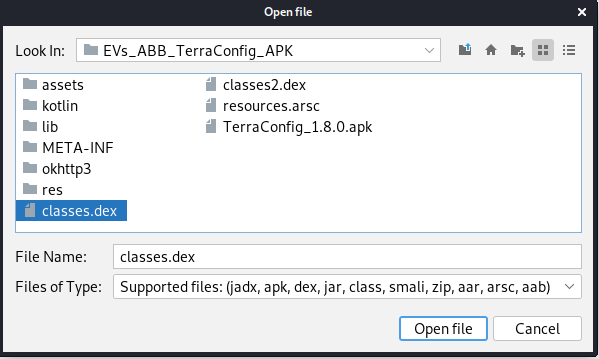 Open file
Look In: EVs_ABB_TerraConfig_APK
assets
kotlin
lib
META-INF
okhttp3
res
classes.dex
classes2.dex
resources.arsc
TerraConfig_1.8.0.apk
File Name: classes.dex
Files of Type: Supported files: (jadx, apk, dex, jar, class, smali, zip, aar, arsc, aab)
Open file Cancel